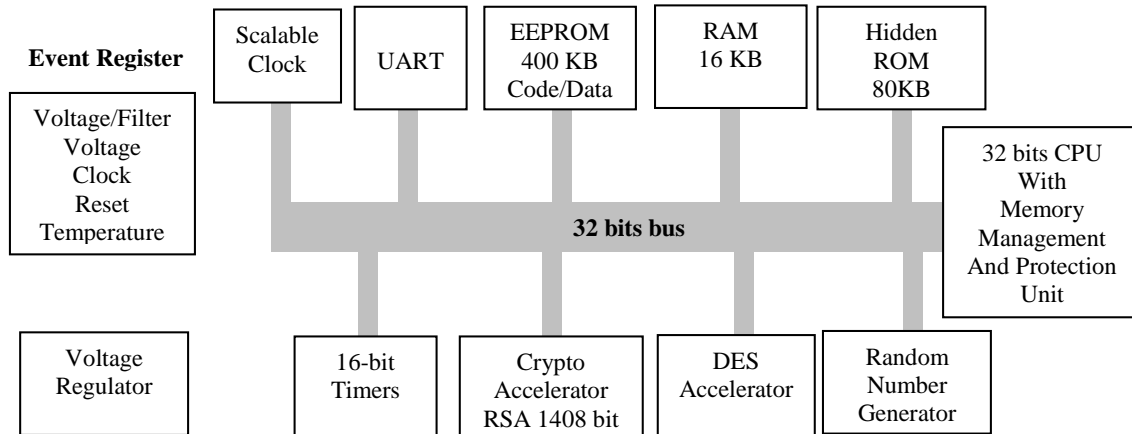 Event Register
Scalable
Clock
UART
EEPROM
400 KB
Code/Data
RAM
16 KB
Hidden
ROM
80KB
Voltage/Filter
Voltage
Clock
Reset
Temperature
32 bits CPU
With
Memory
Management
And Protection
Unit
32 bits bus
Voltage
Regulator
16-bit
Timers
Crypto
Accelerator
RSA 1408 bit
DES
Accelerator
Random
Number
Generator